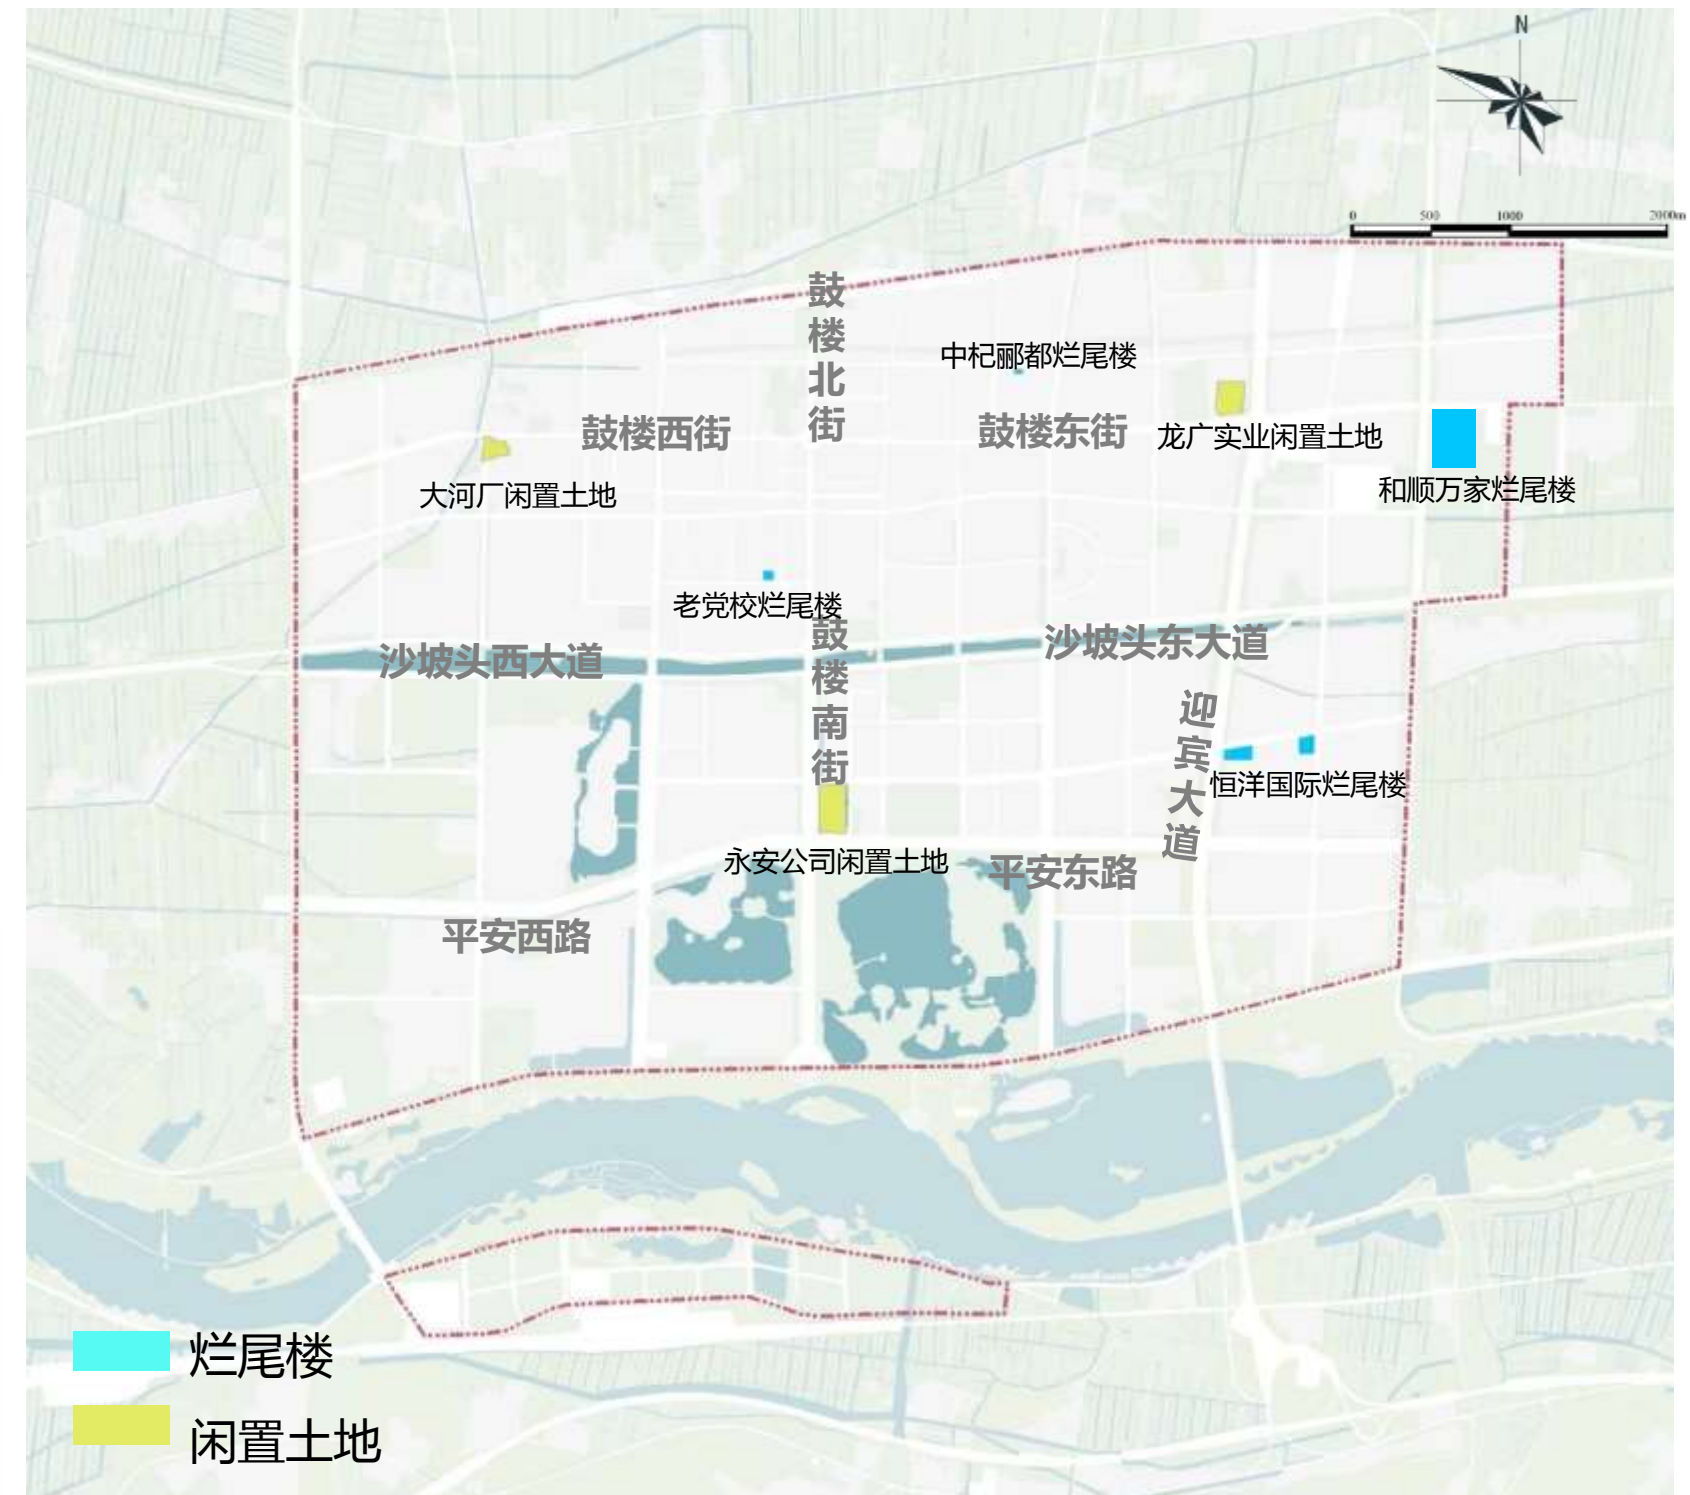 N
0 500 1000 2000m
鼓楼北街
中杞郦都烂尾楼
鼓楼西街
鼓楼东街
龙广实业闲置土地
大河厂闲置土地
和顺万家烂尾楼
老党校烂尾楼
鼓楼南街
沙坡头西大道
沙坡头东大道
迎宾大道
恒洋国际烂尾楼
永安公司闲置土地
平安东路
平安西路
烂尾楼
闲置土地